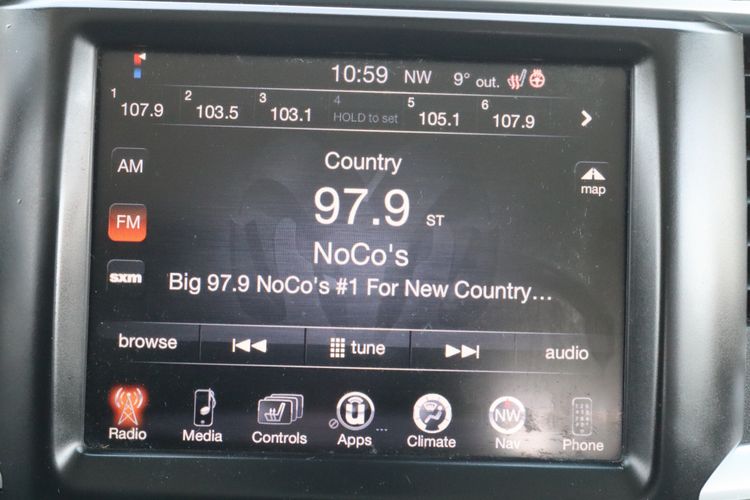 10:59 NW 9° out.
1 107.9 2 103.5 3 103.1 4 HOLD to set 5 105.1 6 107.9
AM Country map
FM 97.9 ST
NoCo's
sxm Big 97.9 NoCo's #1 For New Country...
browse tune audio
U NW
Radio Media Controls Apps ... Climate Nav Phone